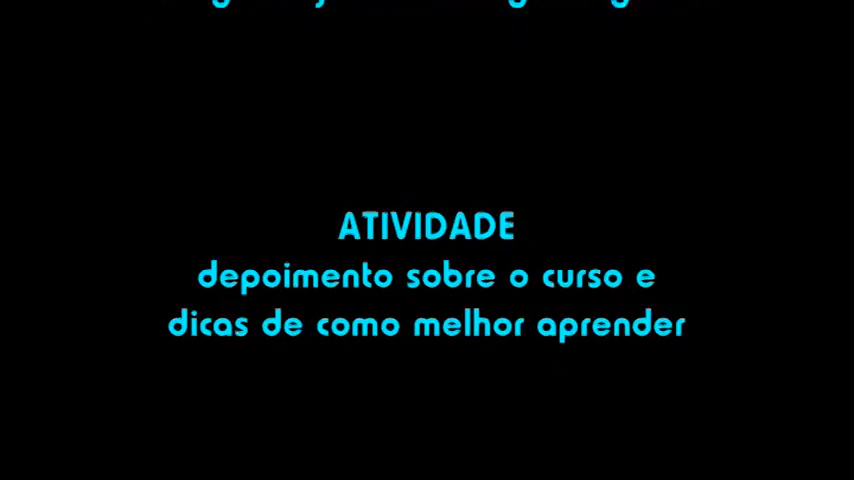 ATIVIDADE
depoimento sobre o curso e
dicas de como melhor aprender